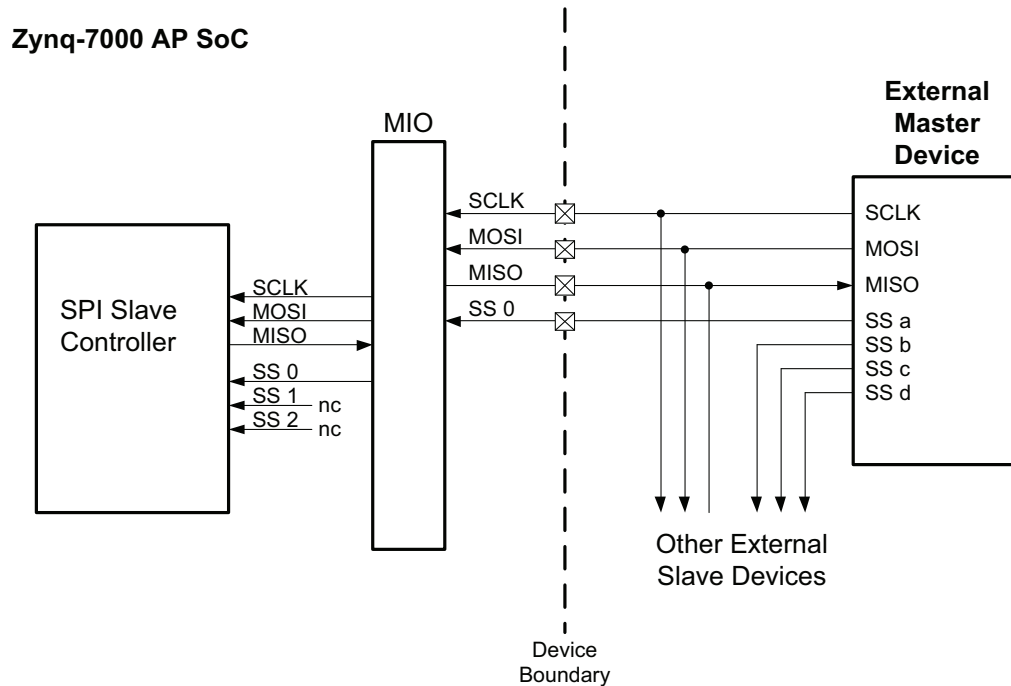 Zynq-7000 AP SoC
External
Master
Device
MIO
SCLK
MOSI
MISO
SS 0
SCLK
MOSI
MISO
SS a
SS b
SS c
SS d
SPI Slave
Controller
SCLK
MOSI
MISO
SS 0
SS 1
nc
SS 2
nc
Other External
Slave Devices
Device
Boundary